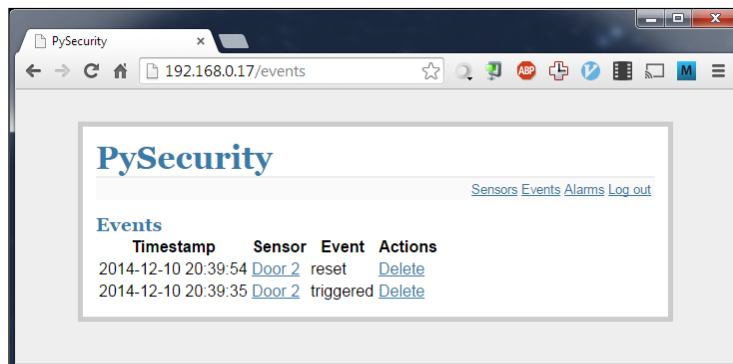 PySecurity
192.168.0.17/events
ABP
M
PySecurity
Sensors Events Alarms Log out
Events
Timestamp Sensor Event Actions
2014-12-10 20:39:54 Door 2 reset Delete
2014-12-10 20:39:35 Door 2 triggered Delete